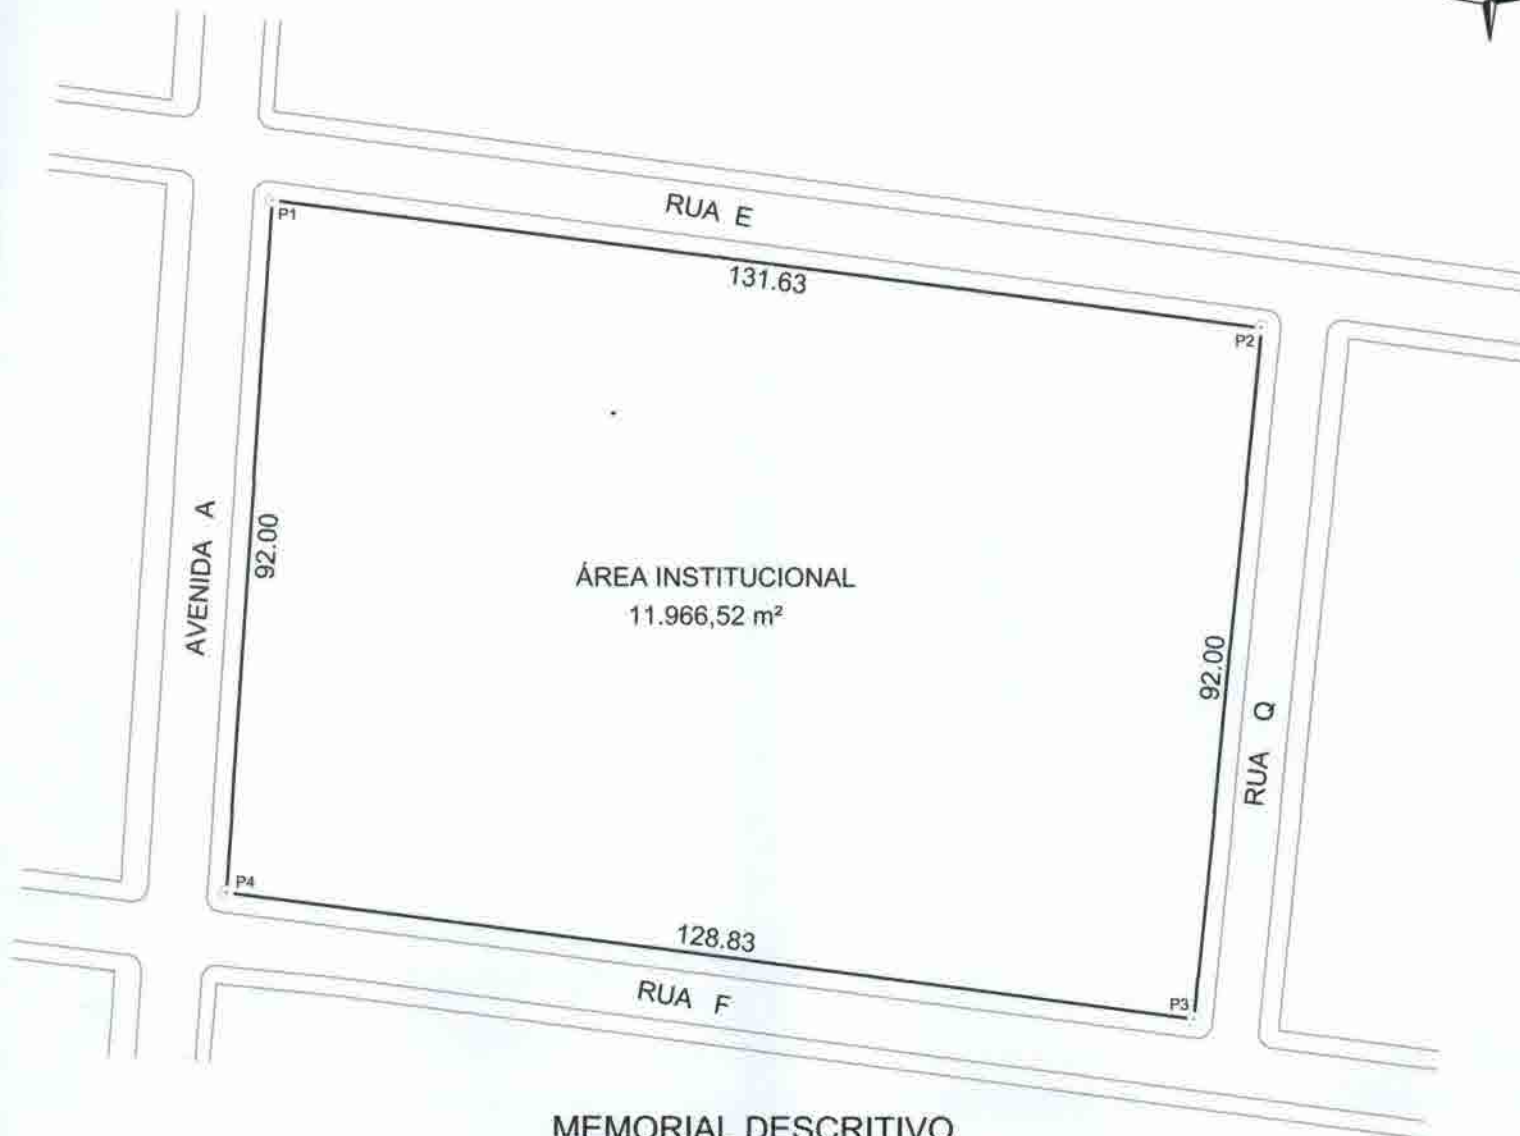 RUA E
P1
131.63
P2
AVENIDA A
92.00
ÁREA INSTITUCIONAL
11.966,52 m²
92.00
RUA Q
P4
128.83
P3
RUA F
MEMORIAL DESCRITIVO